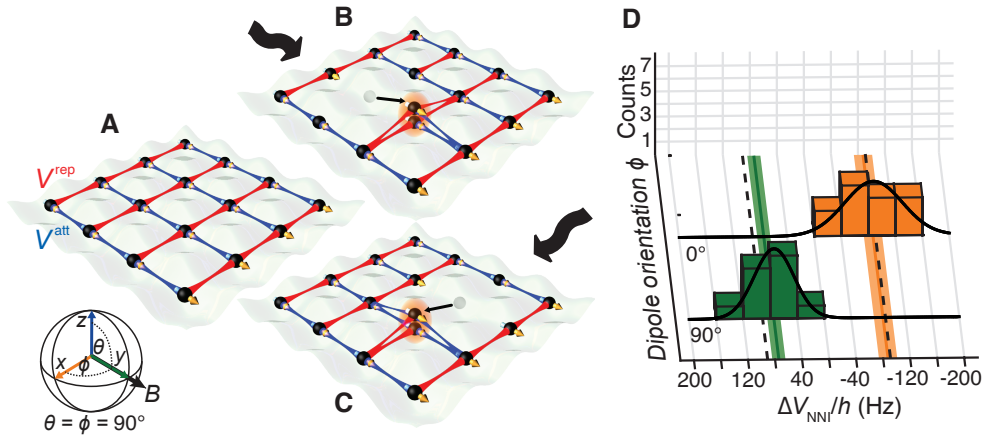 A
B
C
D
V^rep
V^att
z
θ
x
ϕ
y
B
θ = ϕ = 90°
Counts
7
5
3
1
Dipole orientation ϕ
0°
90°
200 120 40 -40 -120 -200
ΔV_NNI/h (Hz)